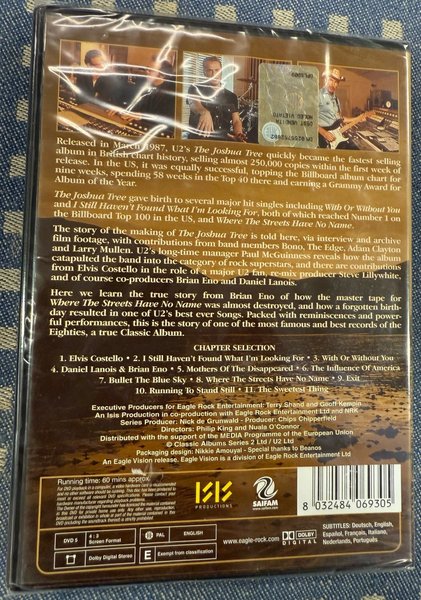 Released in March 1987, U2's The Joshua Tree quickly became the fastest selling
album in British chart history, selling almost 250,000 copies within the first week of
release. In the US, it was equally successful, topping the Billboard album chart for
nine weeks, spending 58 weeks in the Top 40 there and earning a Grammy Award for
Album of the Year.
The Joshua Tree gave birth to several major hit singles including With Or Without You
and I Still Haven't Found What I'm Looking For, both of which reached Number 1 on
the Billboard Top 100 in the US, and Where The Streets Have No Name.
The story of the making of The Joshua Tree is told here, via interview and archive
film footage, with contributions from band members Bono, The Edge, Adam Clayton
and Larry Mullen. U2's long-time manager Paul McGuinness reveals how the album
catapulted the band into the category of rock superstars, and there are contributions
from Elvis Costello in the role of a major U2 fan, re-mix producer Steve Lillywhite,
and of course co-producers Brian Eno and Daniel Lanois.
Here we learn the true story from Brian Eno of how the master tape for
Where The Streets Have No Name was almost destroyed, and how a forgotten birth-
day resulted in one of U2's best ever Songs. Packed with reminiscences and power-
ful performances, this is the story of one of the most famous and best records of the
Eighties, a true Classic Album.
CHAPTER SELECTION
1. Elvis Costello • 2. I Still Haven't Found What I'm Looking For • 3. With Or Without You
4. Daniel Lanois & Brian Eno • 5. Mothers Of The Disappeared • 6. The Influence Of America
7. Bullet The Blue Sky • 8. Where The Streets Have No Name • 9. Exit
10. Running To Stand Still • 11. The Sweetest Thing
Executive Producers for Eagle Rock Entertainment: Terry Shand and Geoff Kempin
An Isis Production in co-production with Eagle Rock Entertainment Ltd and NRK
Series Producer: Nick de Grunwald - Producer: Chips Chipperfield
Directors: Philip King and Nuala O'Connor
Distributed with the support of the MEDIA Programme of the European Union
© Classic Albums Series 2 Ltd / U2 Ltd
Packaging design: Nikkie Amouyal - Special thanks to Beanos
An Eagle Vision release. Eagle Vision is a division of Eagle Rock Entertainment Ltd
Running time: 60 mins approx
ISIS
PRODUCTIONS
SAIFAM
8 032484 069305
DVD 5
4:3
Screen Format
PAL
ENGLISH
Dolby Digital Stereo
E
Exempt from classification
www.eagle-rock.com
DVD VIDEO
DOLBY DIGITAL
SUBTITLES: Deutsch, English,
Español, Français, Italiano,
Nederlands, Português